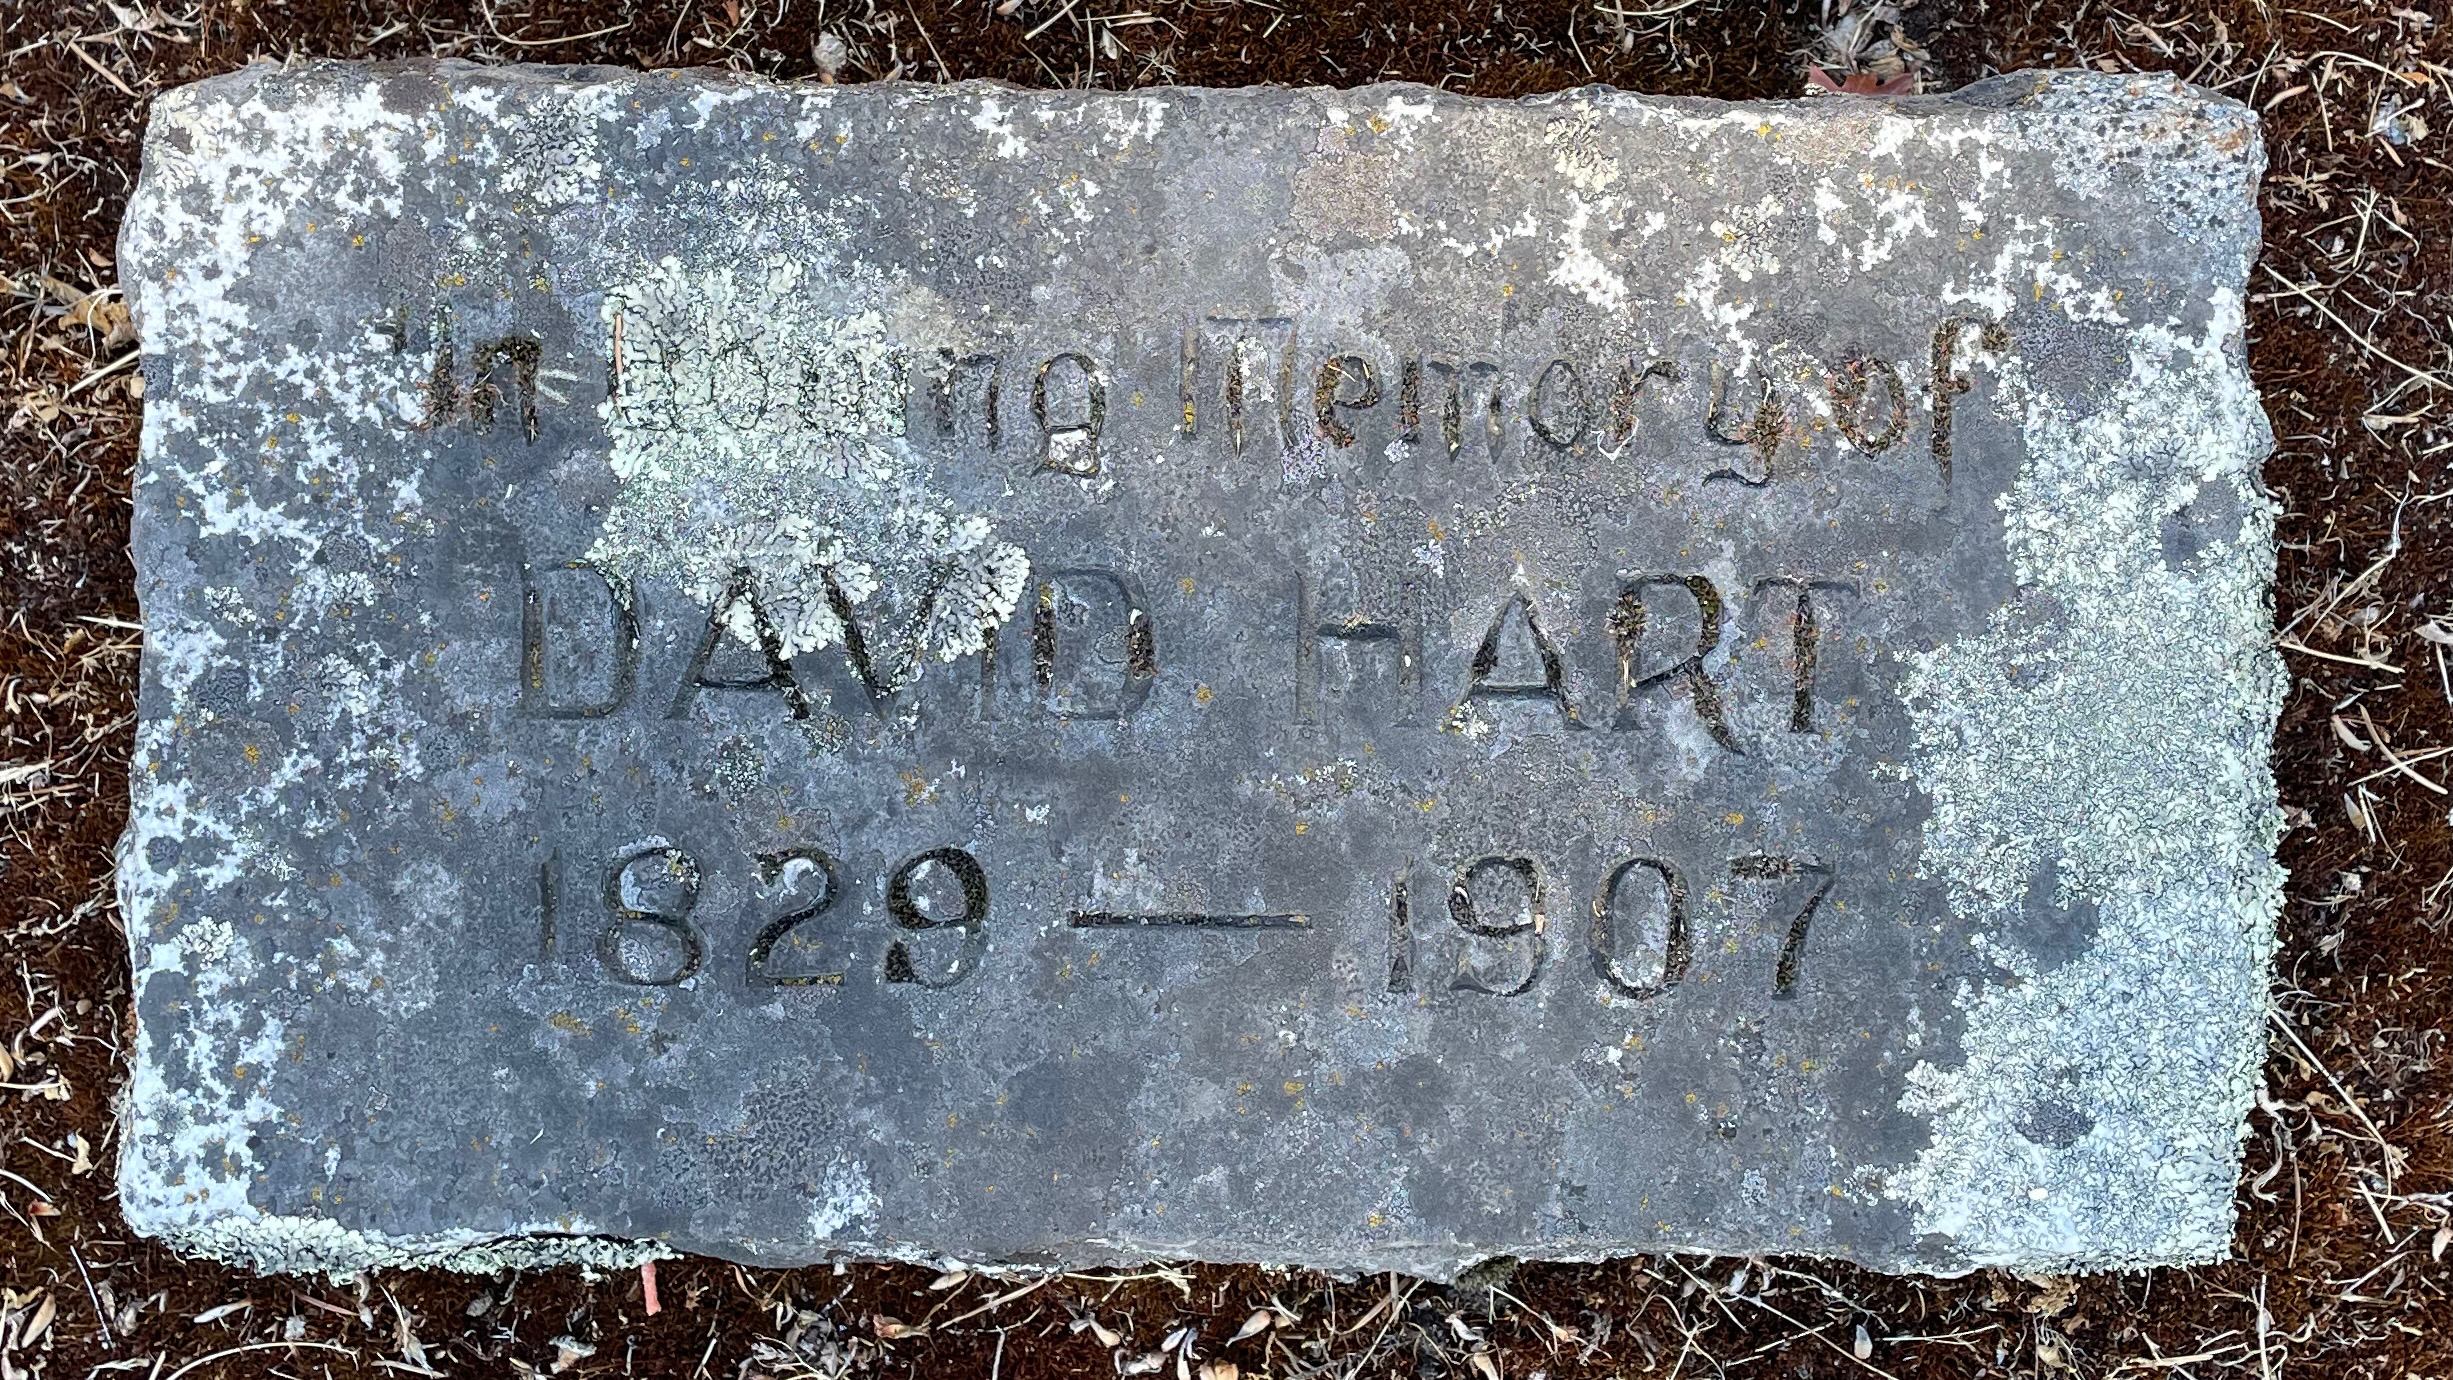 In Loving Memory of
DAVID HART
1829 — 1907